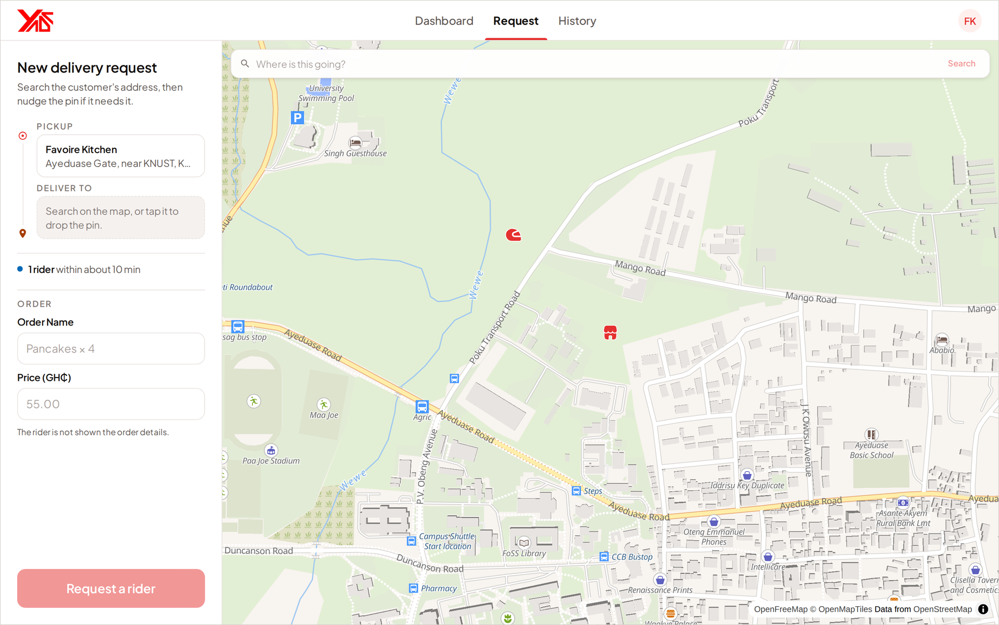 YAS
Dashboard
Request
History
FK
New delivery request
Search the customer's address, then
nudge the pin if it needs it.
PICKUP
Favoire Kitchen
Ayeduase Gate, near KNUST, K...
DELIVER TO
Search on the map, or tap it to
drop the pin.
1 rider within about 10 min
ORDER
Order Name
Pancakes × 4
Price (GH₵)
55.00
The rider is not shown the order details.
Request a rider
Where is this going?
Search
University
Swimming Pool
P
Singh Guesthouse
Wewe
Poku Transport
nue
Mango Road
Mango Road
Mango
ti Roundabout
Wewe
Poku Transport Road
sag bus stop
Ayeduase Road
Ababio
Maa Joe
Agric
Ayeduase Road
J K Owusu Avenue
Paa Joe Stadium
P.V. Obeng Avenue
Ayeduase
Basic School
Wewe
Steps
Iddrisu Key Duplicate
Ayeduase Road
Ayeduase Road
Ayedua
Asante-Akyem
Rural Bank Lmt
Oteng Emmanuel
Phones
Campus Shuttle-
Start location
FoSS Library
Duncanson Road
Duncanson Road
CCB Bustop
Intellicare
Pharmacy
Renaissance Prints
Clisella Tavern
and Cosmetic
Waakye Palace
OpenFreeMap © OpenMapTiles Data from OpenStreetMap